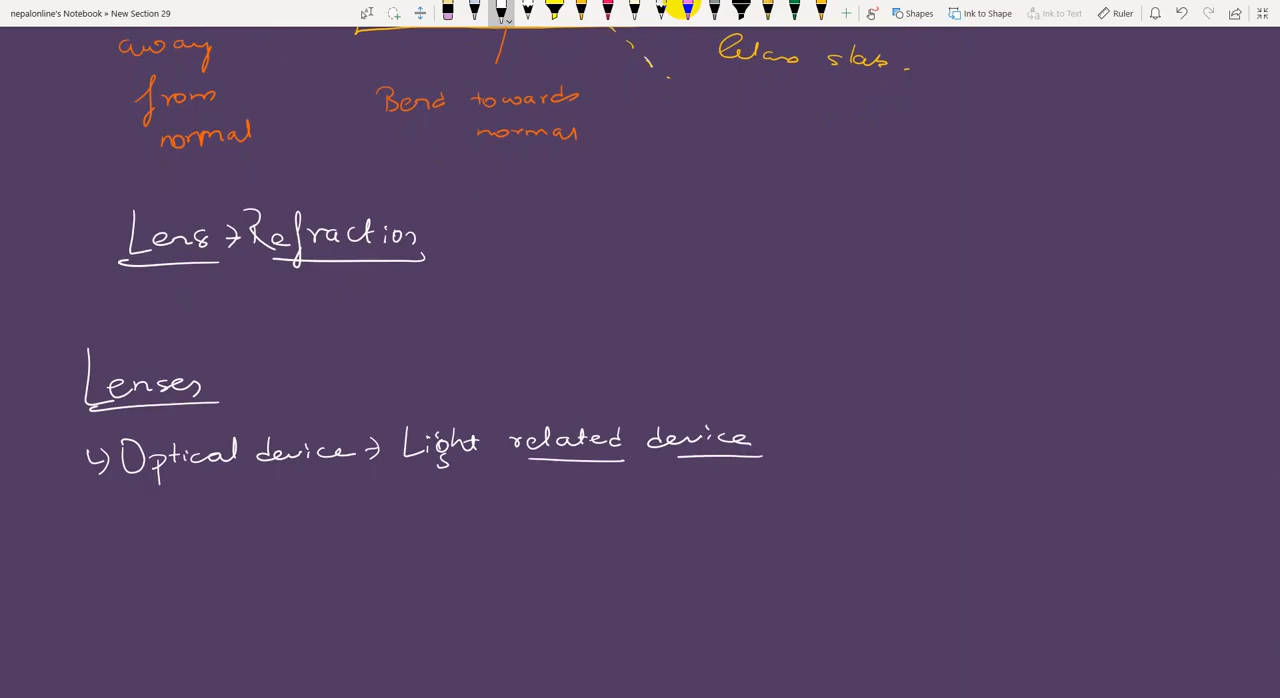 nepalonline's Notebook » New Section 29
Shapes Ink to Shape Ink to Text Ruler
away
from
normal
Bend towards
normal
Glass slab.
Lens → Refraction
Lenses
↳ Optical device → Light related device